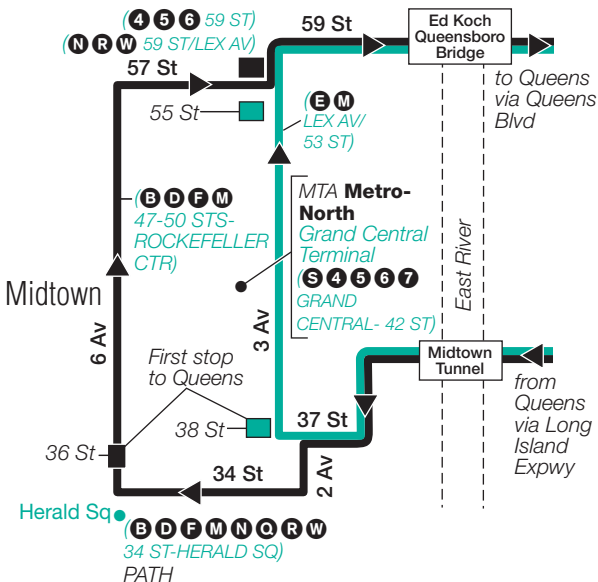 (4 5 6 59 ST)
(N R W 59 ST/LEX AV)
59 St
Ed Koch
Queensboro
Bridge
57 St
55 St
to Queens
via Queens
Blvd
(E M
LEX AV/
53 ST)
(B D F M
47-50 STS-
ROCKEFELLER
CTR)
MTA Metro-
North
Grand Central
Terminal
(S 4 5 6 7
GRAND
CENTRAL- 42 ST)
East River
Midtown
6 Av
3 Av
First stop
to Queens
Midtown
Tunnel
from
Queens
via Long
Island
Expwy
38 St
37 St
36 St
34 St
2 Av
Herald Sq
(B D F M N Q R W
34 ST-HERALD SQ)
PATH